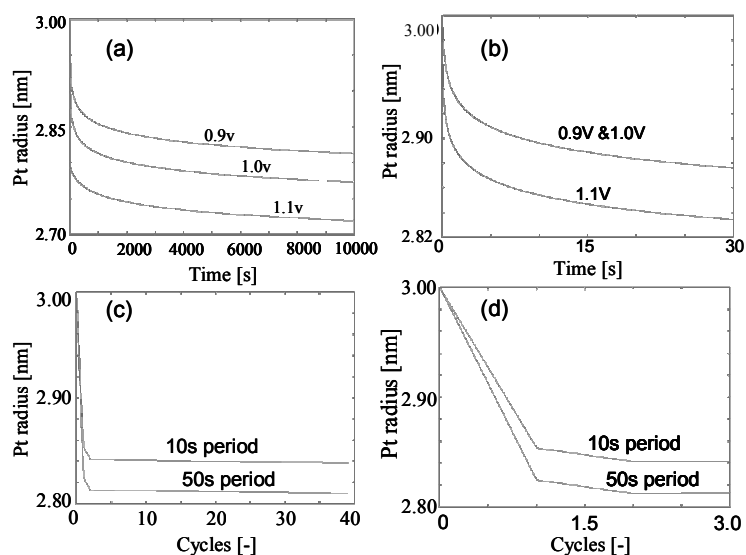 (a)
3.00
2.85
2.70
Pt radius [nm]
0.9v
1.0v
1.1v
0 2000 4000 6000 8000 10000
Time [s]
(b)
3.00
2.90
2.82
Pt radius [nm]
0.9V &1.0V
1.1V
0 15 30
Time [s]
(c)
3.00
2.90
2.80
Pt radius [nm]
10s period
50s period
0 10 20 30 40
Cycles [-]
(d)
3.00
2.90
2.80
Pt radius [nm]
10s period
50s period
0 1.5 3.0
Cycles [-]